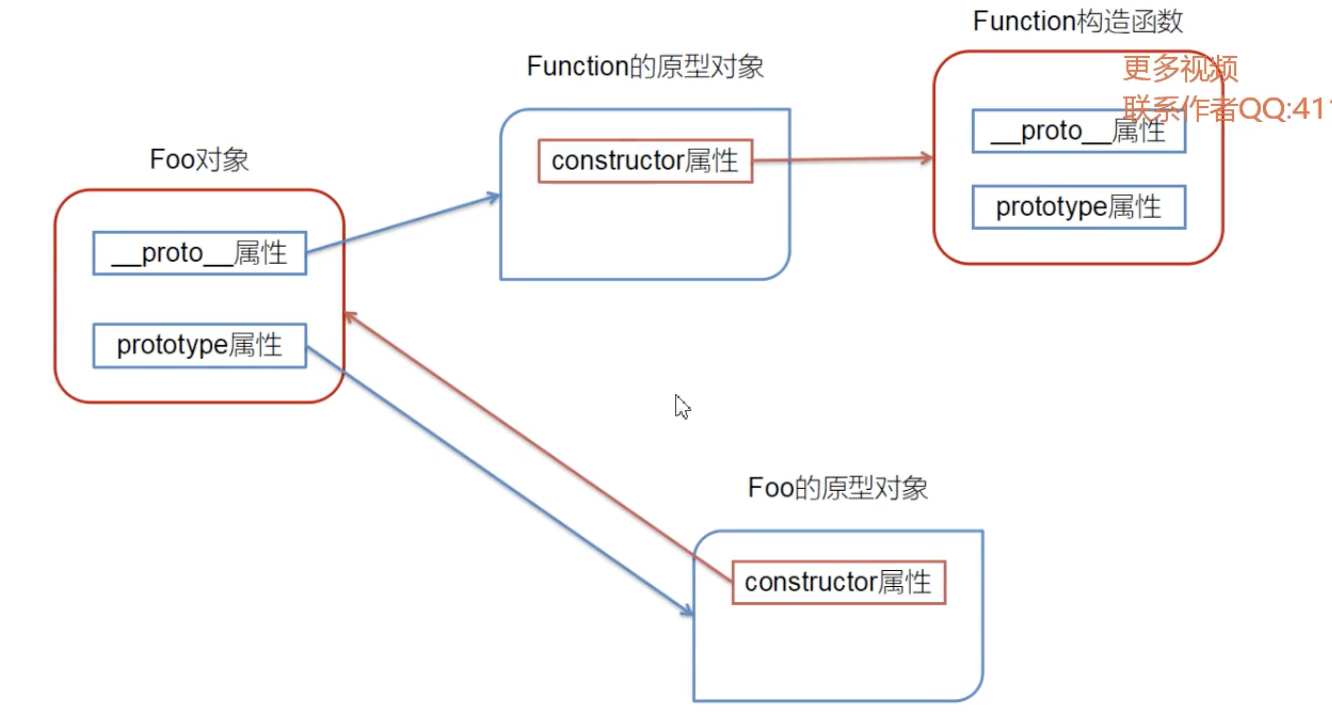 Function构造函数
更多视频
Function的原型对象
联系作者QQ:411
__proto__属性
constructor属性
Foo对象
prototype属性
__proto__属性
prototype属性
Foo的原型对象
constructor属性